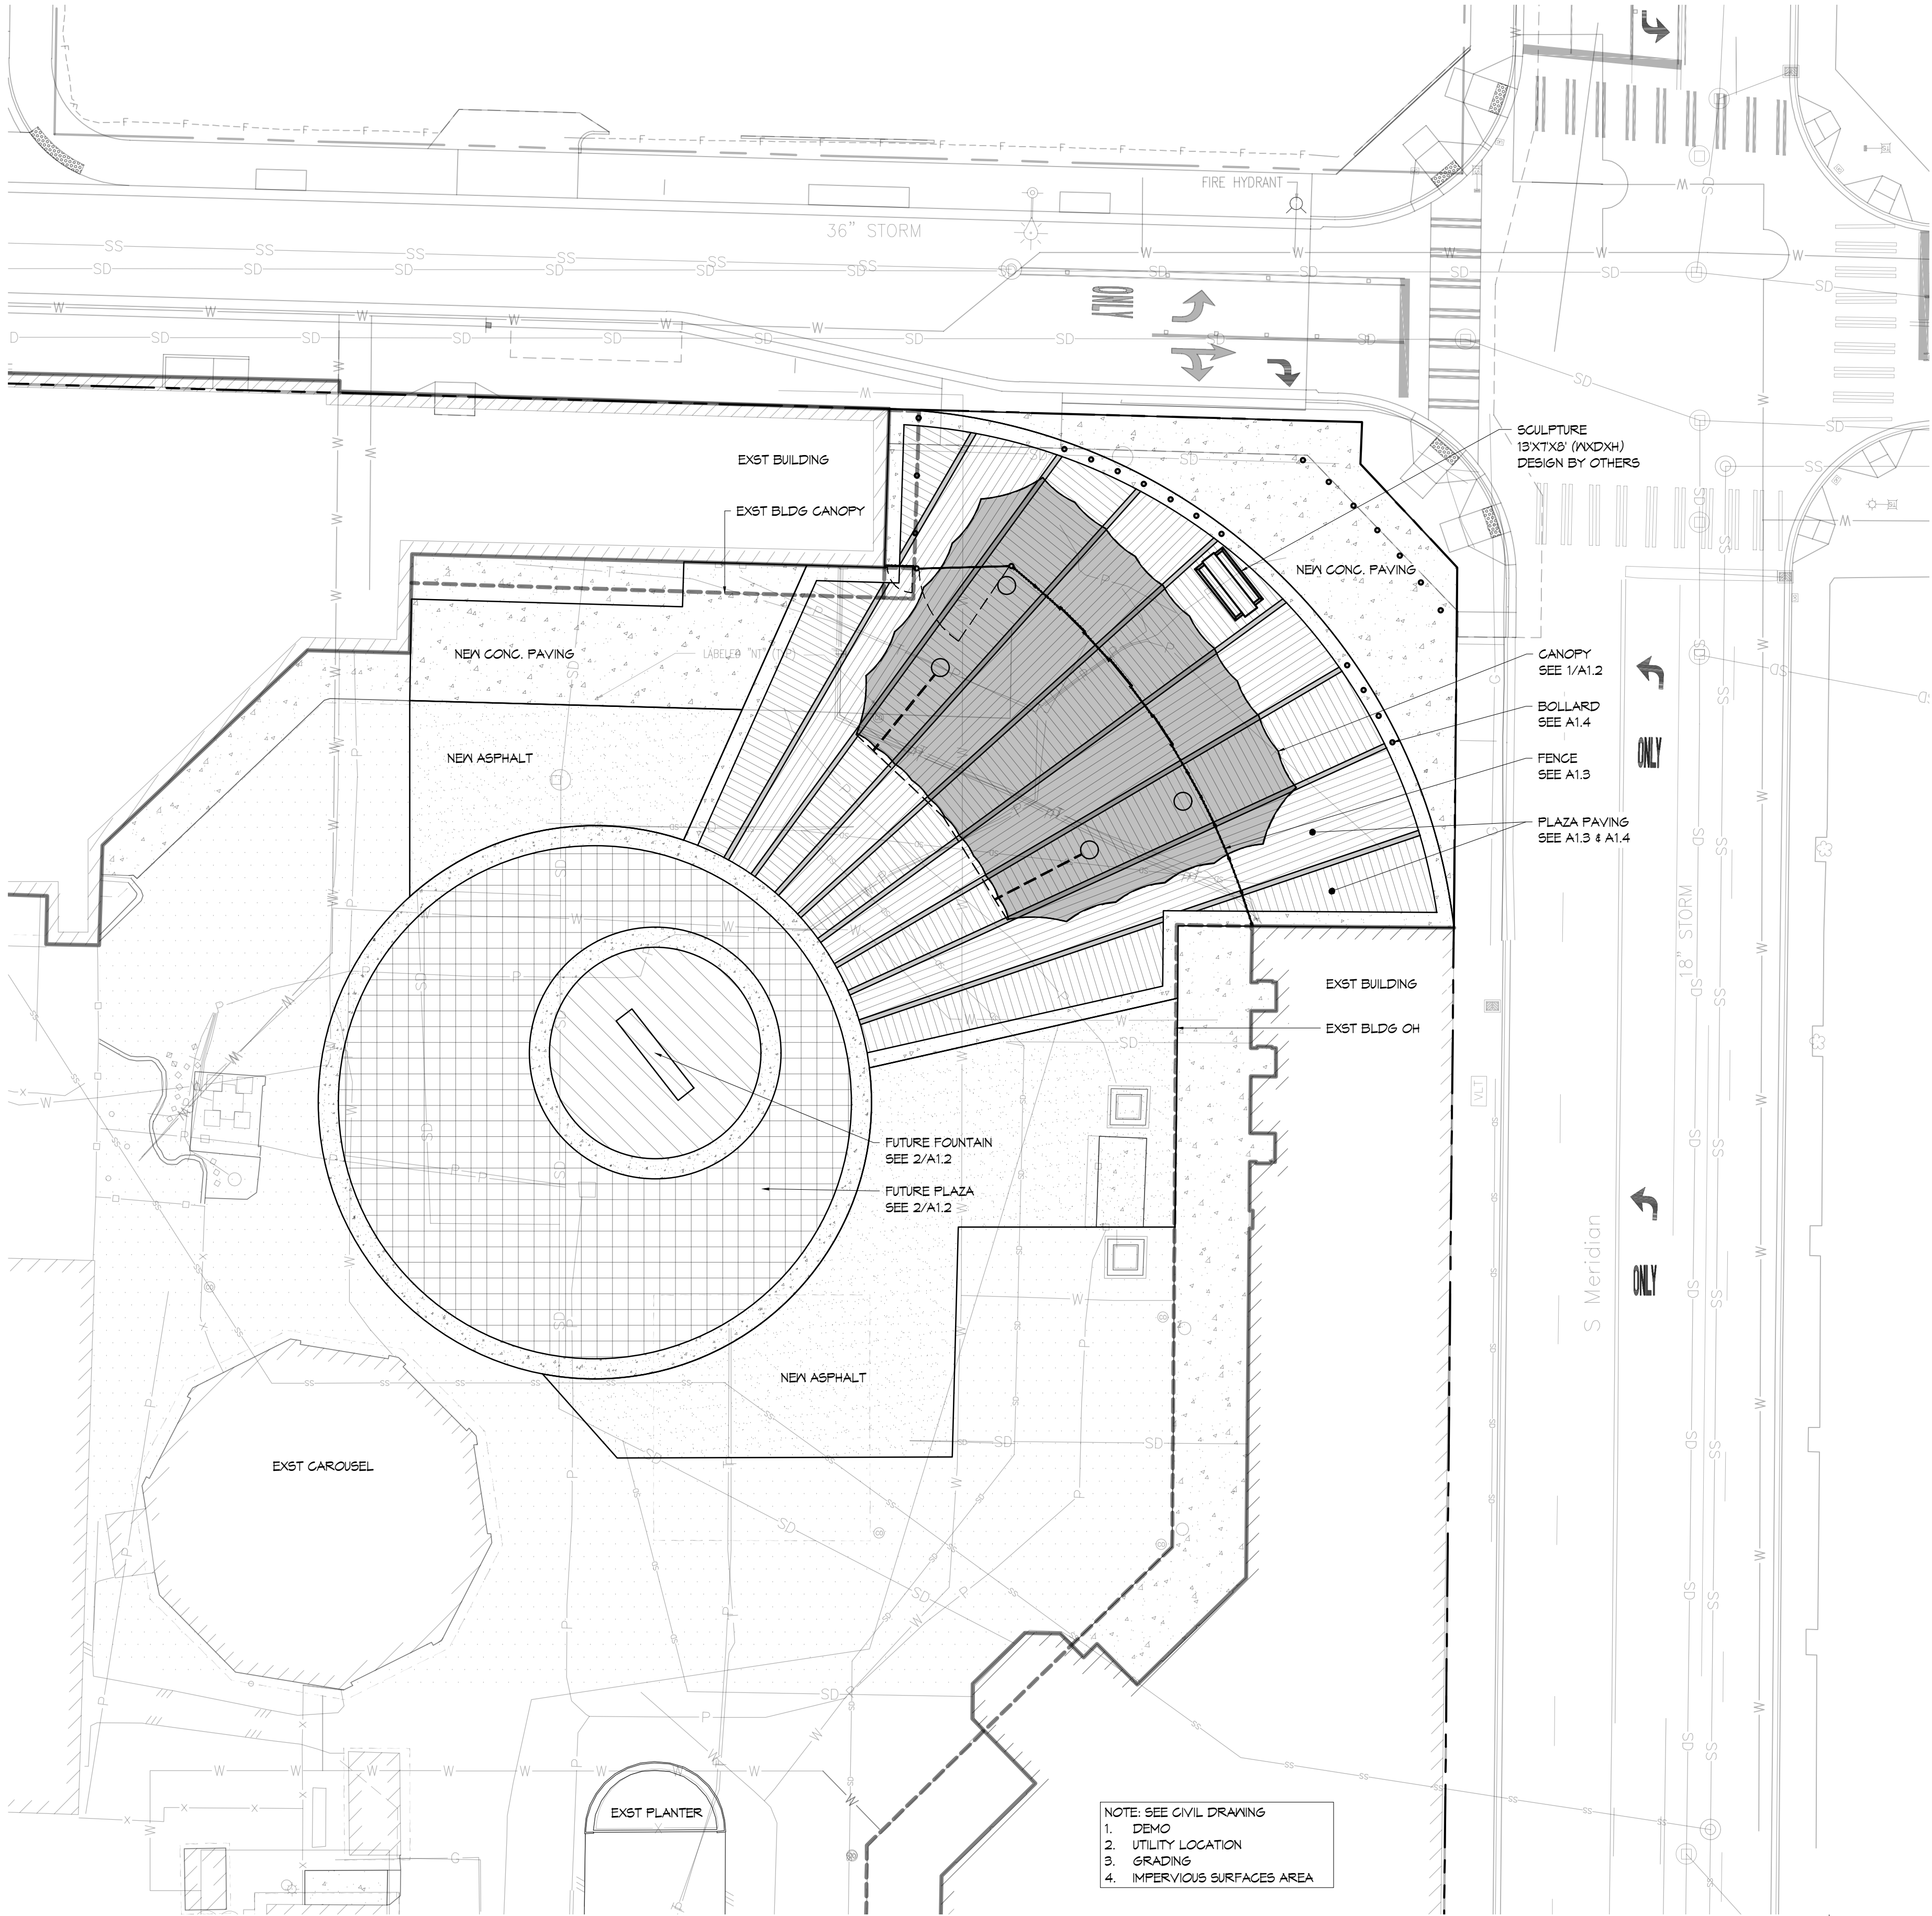 FIRE HYDRANT
36" STORM
ONLY
SCULPTURE
13'X7'X8' (WXDXH)
DESIGN BY OTHERS
EXST BUILDING
EXST BLDG CANOPY
NEW CONC. PAVING
NEW CONC. PAVING
LABELED "NT" (TYP)
CANOPY
SEE 1/A1.2
BOLLARD
SEE A1.4
FENCE
SEE A1.3
PLAZA PAVING
SEE A1.3 & A1.4
ONLY
NEW ASPHALT
18" STORM
EXST BUILDING
EXST BLDG OH
VLT
FUTURE FOUNTAIN
SEE 2/A1.2
FUTURE PLAZA
SEE 2/A1.2
S Meridian
ONLY
NEW ASPHALT
EXST CAROUSEL
EXST PLANTER
NOTE: SEE CIVIL DRAWING
1. DEMO
2. UTILITY LOCATION
3. GRADING
4. IMPERVIOUS SURFACES AREA